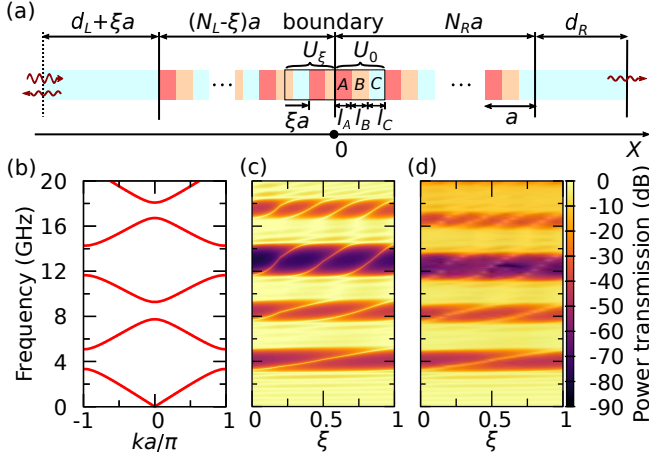 (a)
d_L+ξa (N_L-ξ)a boundary N_Ra d_R
U_ξ U_0
A B C
... ...
ξa l_A l_B l_C a
0 X
(b) (c) (d)
20 0
16 -10
12 -20
8 -30
4 -40
0 -50
-60
-70
-80
-90
Frequency (GHz)
Power transmission (dB)
-1 0 1 0 0.5 1 0 0.5 1
ka/π ξ ξ